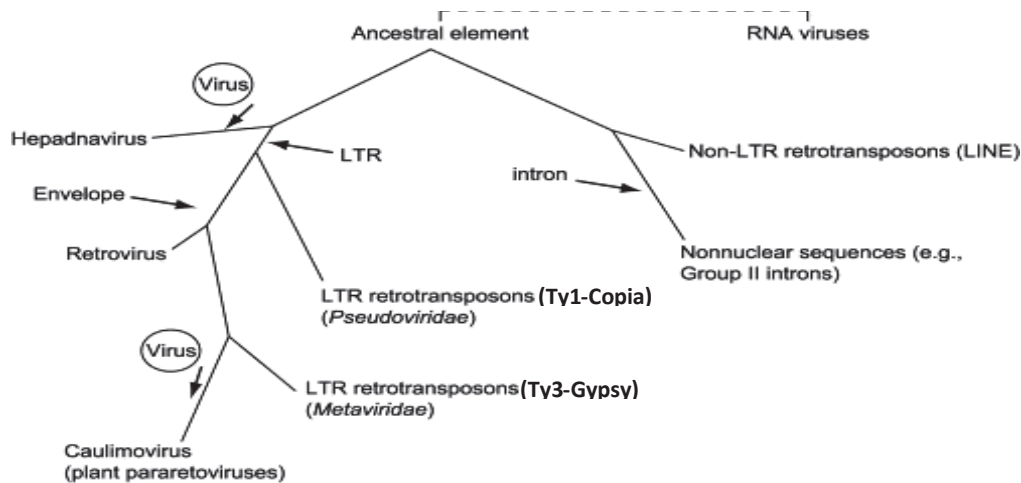 Ancestral element
RNA viruses
Virus
Hepadnavirus
LTR
Non-LTR retrotransposons (LINE)
intron
Envelope
Retrovirus
Nonnuclear sequences (e.g.,
Group II introns)
LTR retrotransposons (Ty1-Copia)
(Pseudoviridae)
Virus
LTR retrotransposons (Ty3-Gypsy)
(Metaviridae)
Caulimovirus
(plant pararetoviruses)